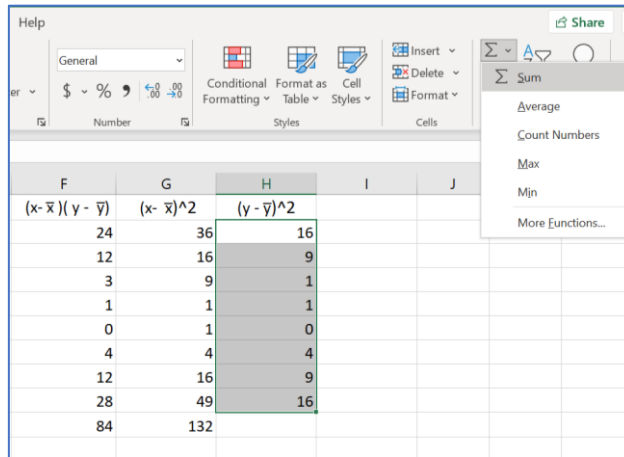 Help
Share
General
er
$ % 9 .00 .00
Conditional Formatting
Format as Table
Cell Styles
Insert
Delete
Format
Number
Styles
Cells
Σ
Σ Sum
Average
Count Numbers
Max
Min
More Functions...
F G H I J
(x- x̅ )( y - y̅) (x- x̅)^2 (y - y̅)^2
24 36 16
12 16 9
3 9 1
1 1 1
0 1 0
4 4 4
12 16 9
28 49 16
84 132